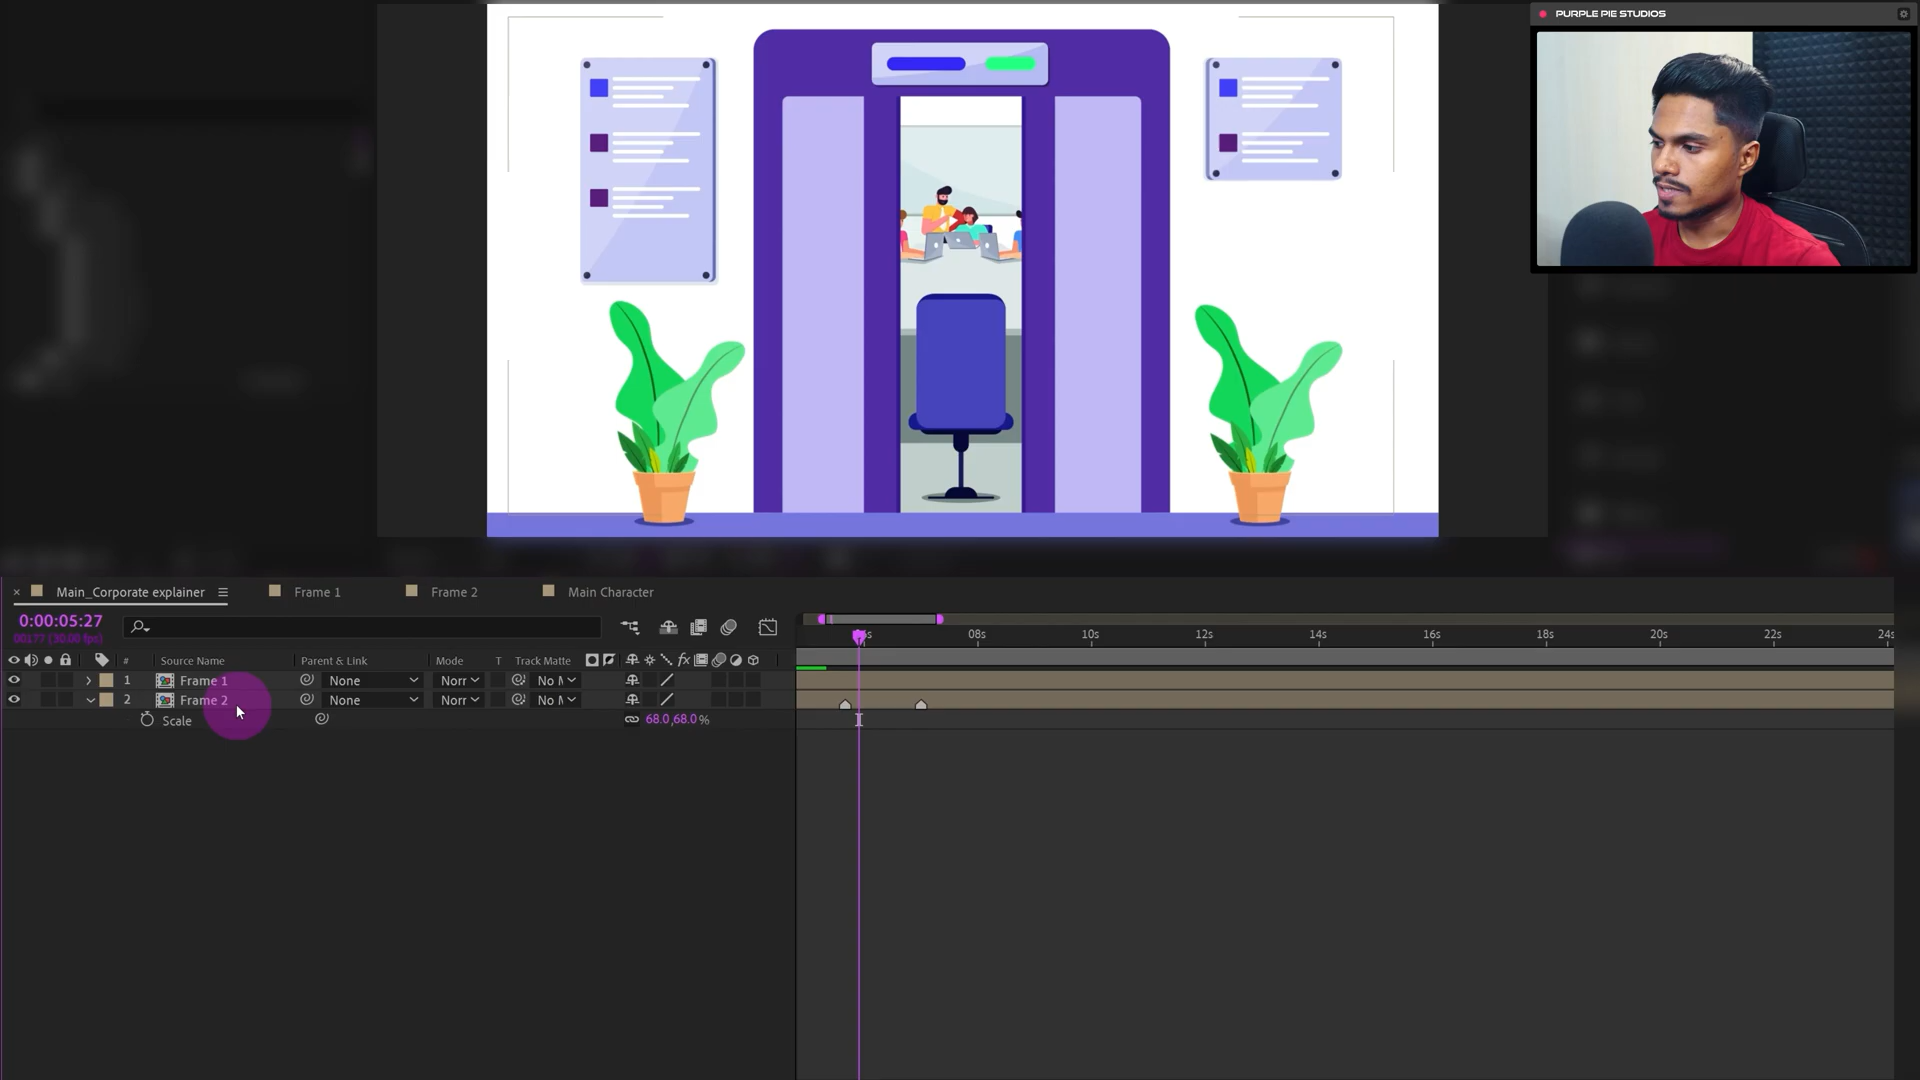 PURPLE PIE STUDIOS
Main_Corporate explainer
Frame 1
Frame 2
Main Character
0:00:05:27
00177 (30.00 fps)
08s
10s
12s
14s
16s
18s
20s
22s
24s
#
Source Name
Parent & Link
Mode
T
Track Matte
fx
1
Frame 1
None
Norr
No M
2
Frame 2
None
Norr
No M
Scale
68.0,68.0 %